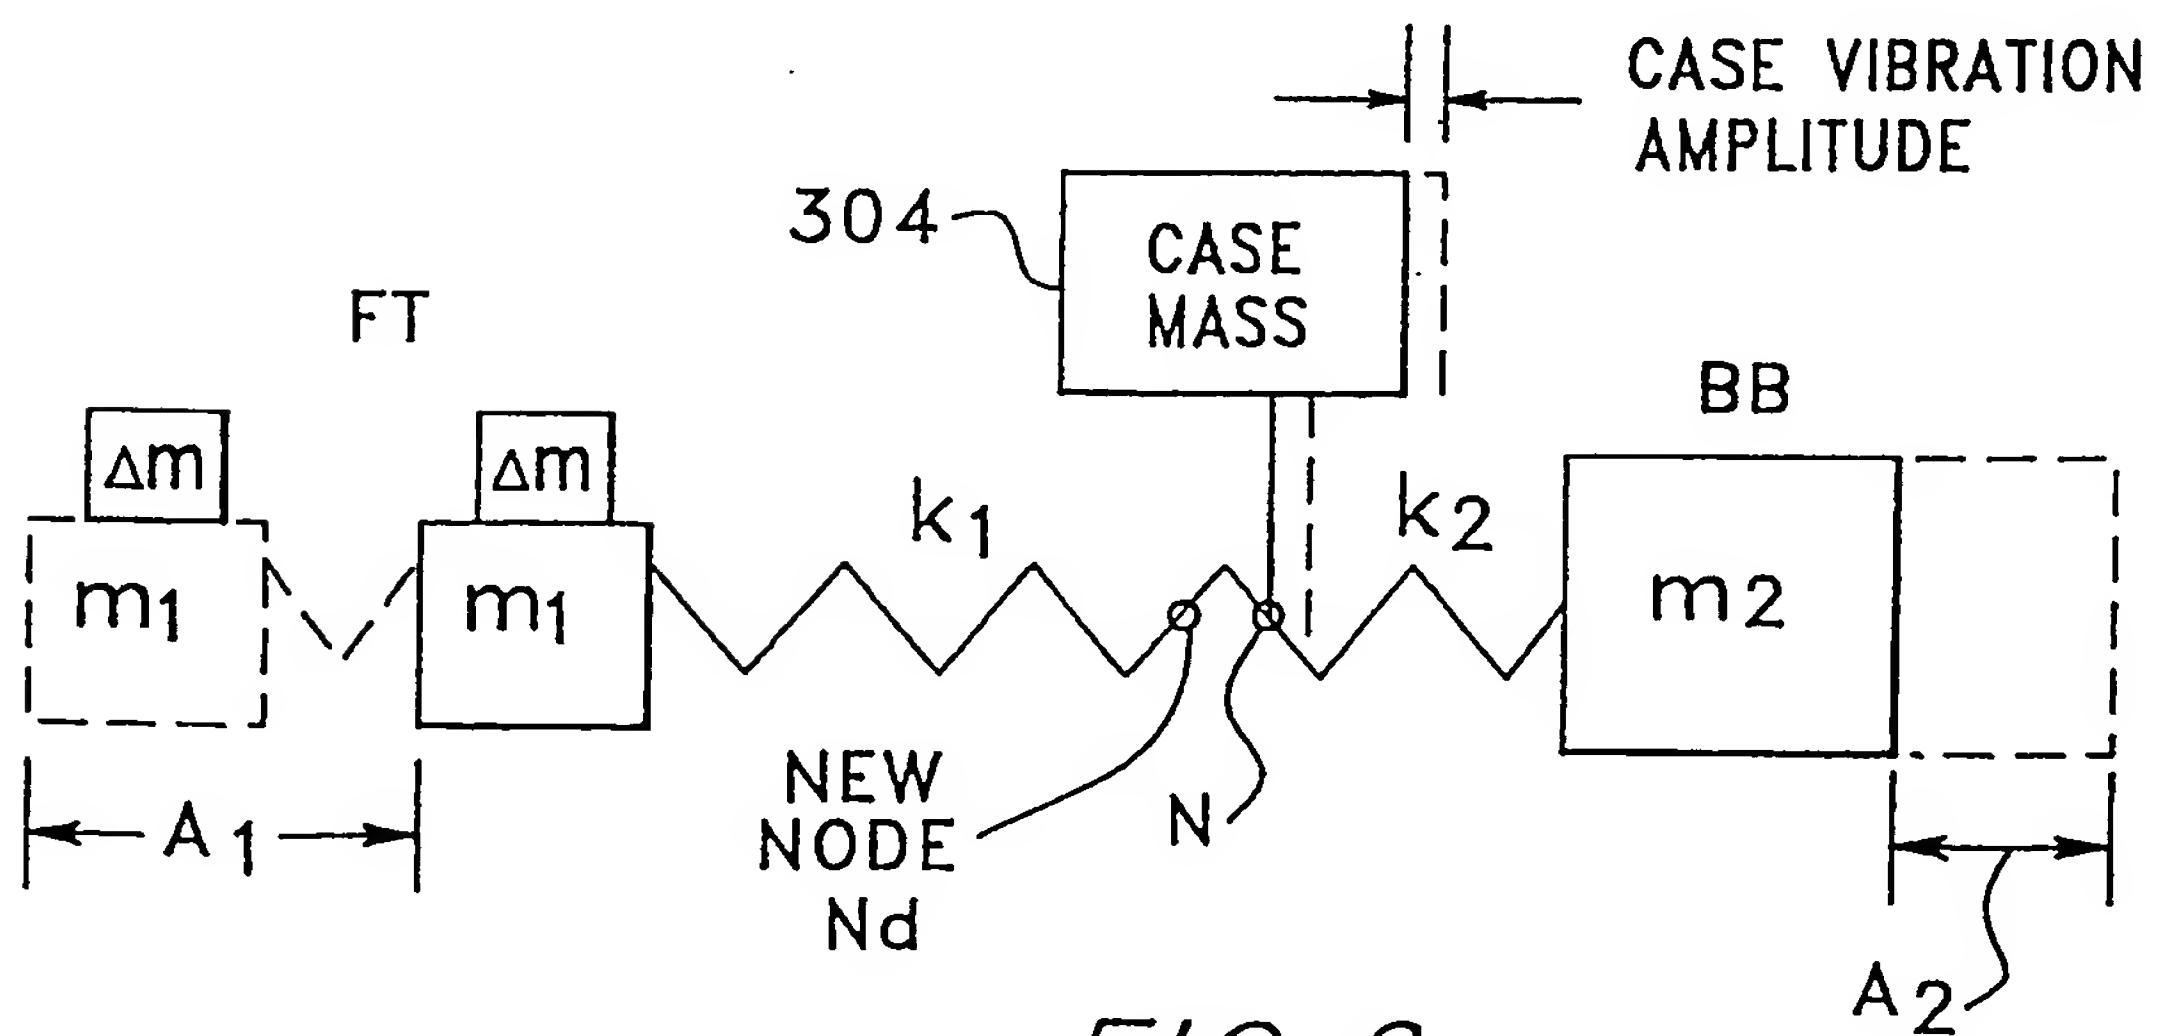 CASE VIBRATION
AMPLITUDE
304
CASE
MASS
FT
BB
Δm
Δm
k1
k2
m1
m1
m2
NEW
NODE
Nd
N
A1
A2